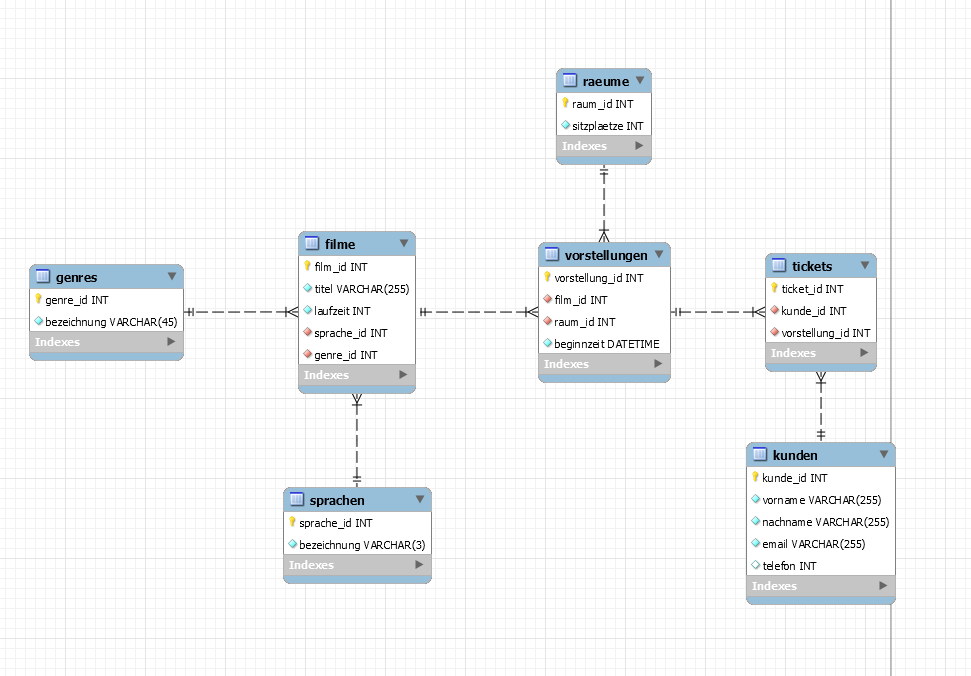 raeume
raum_id INT
sitzplaetze INT
Indexes
genres
genre_id INT
bezeichnung VARCHAR(45)
Indexes
filme
film_id INT
titel VARCHAR(255)
laufzeit INT
sprache_id INT
genre_id INT
Indexes
vorstellungen
vorstellung_id INT
film_id INT
raum_id INT
beginnzeit DATETIME
Indexes
tickets
ticket_id INT
kunde_id INT
vorstellung_id INT
Indexes
sprachen
sprache_id INT
bezeichnung VARCHAR(3)
Indexes
kunden
kunde_id INT
vorname VARCHAR(255)
nachname VARCHAR(255)
email VARCHAR(255)
telefon INT
Indexes